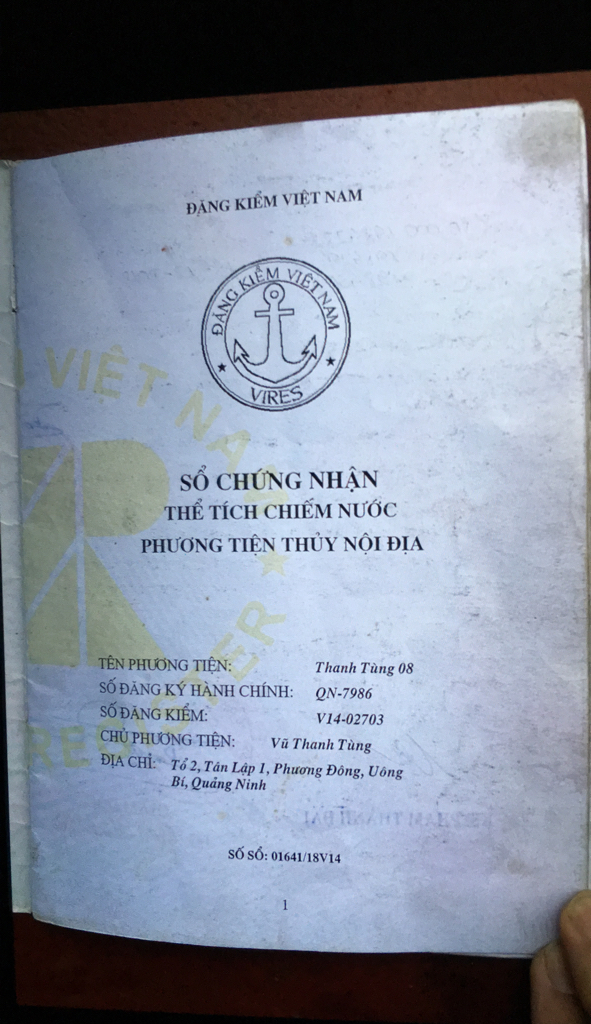 ĐĂNG KIỂM VIỆT NAM
ĐĂNG KIỂM VIỆT NAM
VIRES
VIỆT NAM
REGISTER
SỔ CHỨNG NHẬN
THỂ TÍCH CHIẾM NƯỚC
PHƯƠNG TIỆN THỦY NỘI ĐỊA
TÊN PHƯƠNG TIỆN: Thanh Tùng 08
SỐ ĐĂNG KÝ HÀNH CHÍNH: QN-7986
SỐ ĐĂNG KIỂM: V14-02703
CHỦ PHƯƠNG TIỆN: Vũ Thanh Tùng
ĐỊA CHỈ: Tổ 2, Tân Lập 1, Phương Đông, Uông
Bí, Quảng Ninh
SỐ SỔ: 01641/18V14
1